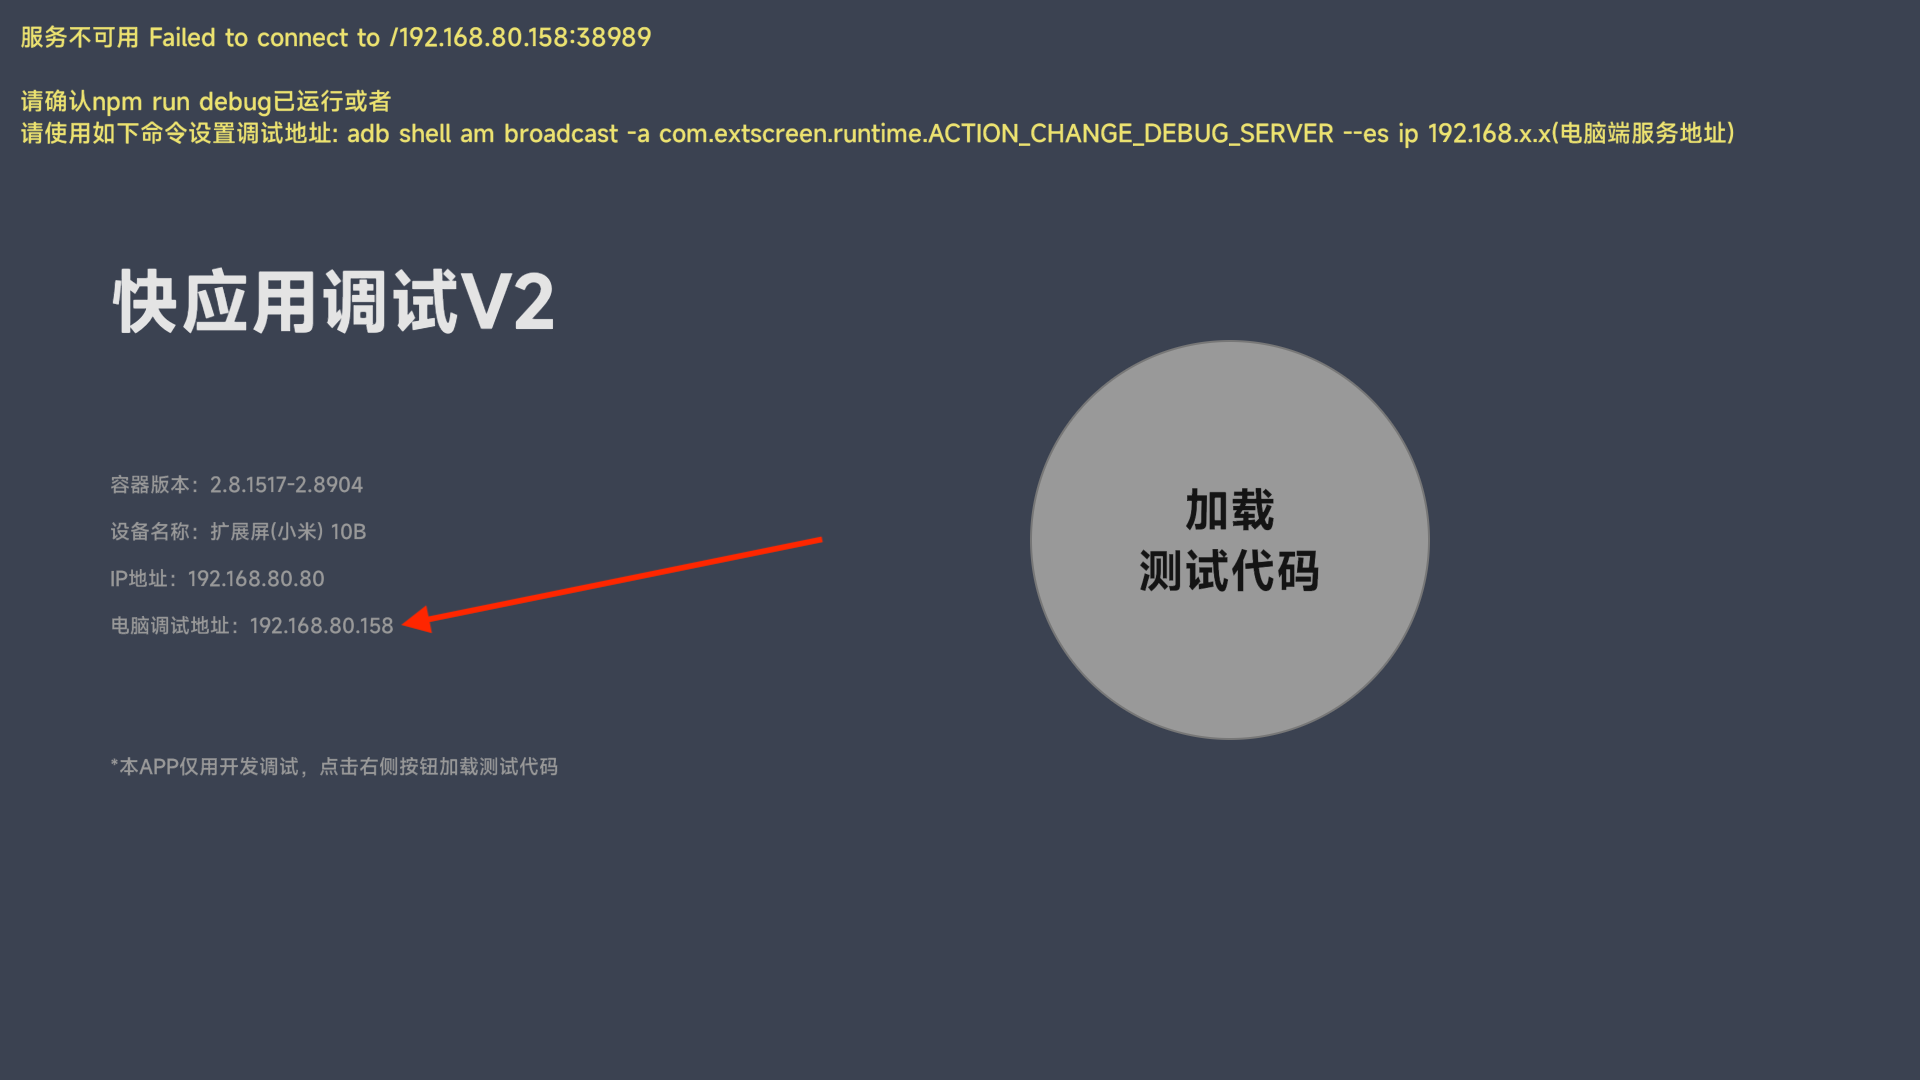 服务不可用 Failed to connect to /192.168.80.158:38989
请确认npm run debug已运行或者
请使用如下命令设置调试地址: adb shell am broadcast -a com.extscreen.runtime.ACTION_CHANGE_DEBUG_SERVER --es ip 192.168.x.x(电脑端服务地址)
快应用调试V2
容器版本：2.8.1517-2.8904
设备名称：扩展屏(小米) 10B
IP地址：192.168.80.80
电脑调试地址：192.168.80.158
*本APP仅用开发调试，点击右侧按钮加载测试代码
加载
测试代码